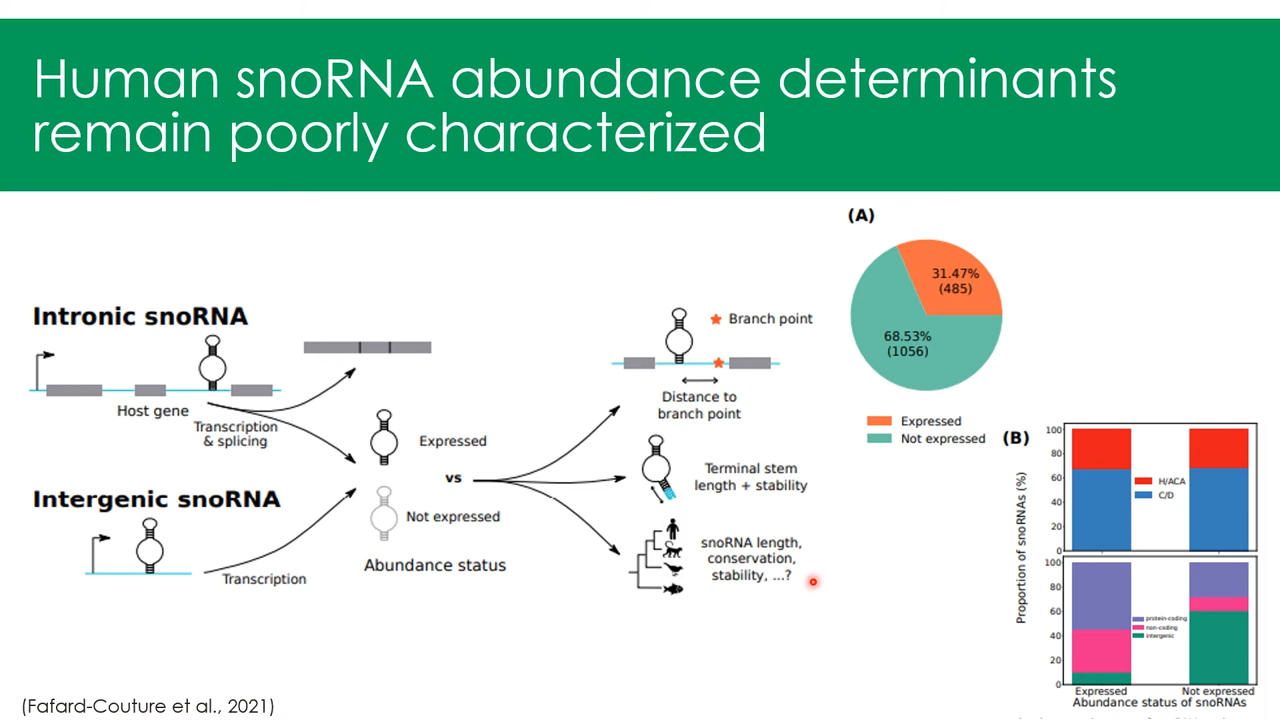 Human snoRNA abundance determinants
remain poorly characterized
Intronic snoRNA
Host gene
Transcription
& splicing
Intergenic snoRNA
Transcription
Expressed
vs
Not expressed
Abundance status
Branch point
Distance to
branch point
Terminal stem
length + stability
snoRNA length,
conservation,
stability, ...?
(A)
31.47%
(485)
68.53%
(1056)
Expressed
Not expressed
(B)
Proportion of snoRNAs (%)
100
80
60
40
20
0
H/ACA
C/D
100
80
60
40
20
0
protein-coding
non-coding
intergenic
Expressed
Not expressed
Abundance status of snoRNAs
(Fafard-Couture et al., 2021)